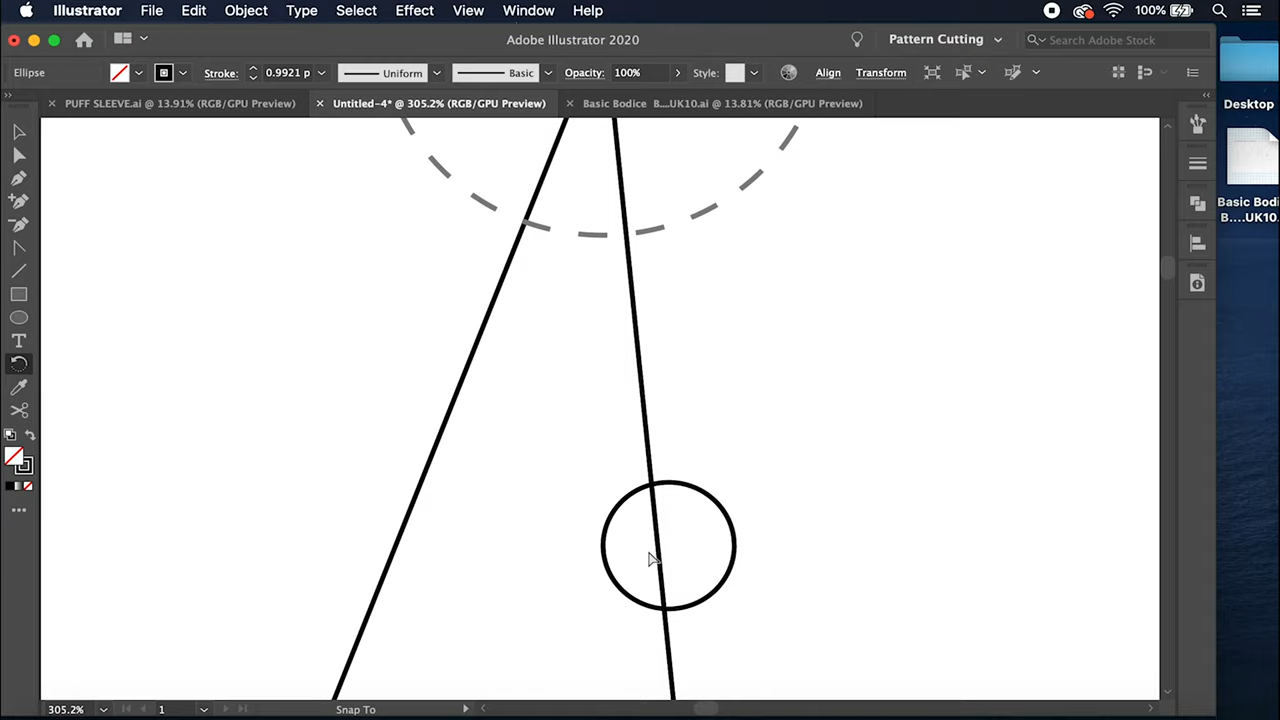 Illustrator File Edit Object Type Select Effect View Window Help 100%
Adobe Illustrator 2020 Pattern Cutting Search Adobe Stock
Ellipse Stroke: 0.9921 p Uniform Basic Opacity: 100% Style: Align Transform
PUFF SLEEVE.ai @ 13.91% (RGB/GPU Preview) Untitled-4* @ 305.2% (RGB/GPU Preview) Basic Bodice B....UK10.ai @ 13.81% (RGB/GPU Preview)
Desktop
Basic Bodi
B....UK10.
305.2% 1 Snap To